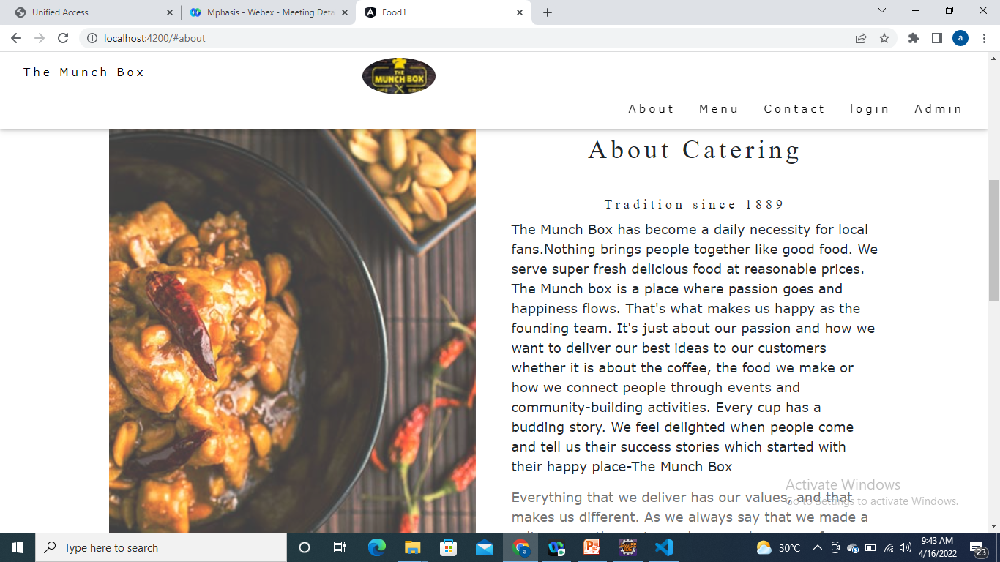 Unified Access
Mphasis - Webex - Meeting Deta
Food1
localhost:4200/#about
a
The Munch Box
THE
MUNCH BOX
About Menu Contact login Admin
About Catering
Tradition since 1889
The Munch Box has become a daily necessity for local
fans.Nothing brings people together like good food. We
serve super fresh delicious food at reasonable prices.
The Munch box is a place where passion goes and
happiness flows. That's what makes us happy as the
founding team. It's just about our passion and how we
want to deliver our best ideas to our customers
whether it is about the coffee, the food we make or
how we connect people through events and
community-building activities. Every cup has a
budding story. We feel delighted when people come
and tell us their success stories which started with
their happy place-The Munch Box
Everything that we deliver has our values, and that
makes us different. As we always say that we made a
Activate Windows
Go to Settings to activate Windows.
Type here to search
30°C
9:43 AM
4/16/2022
23